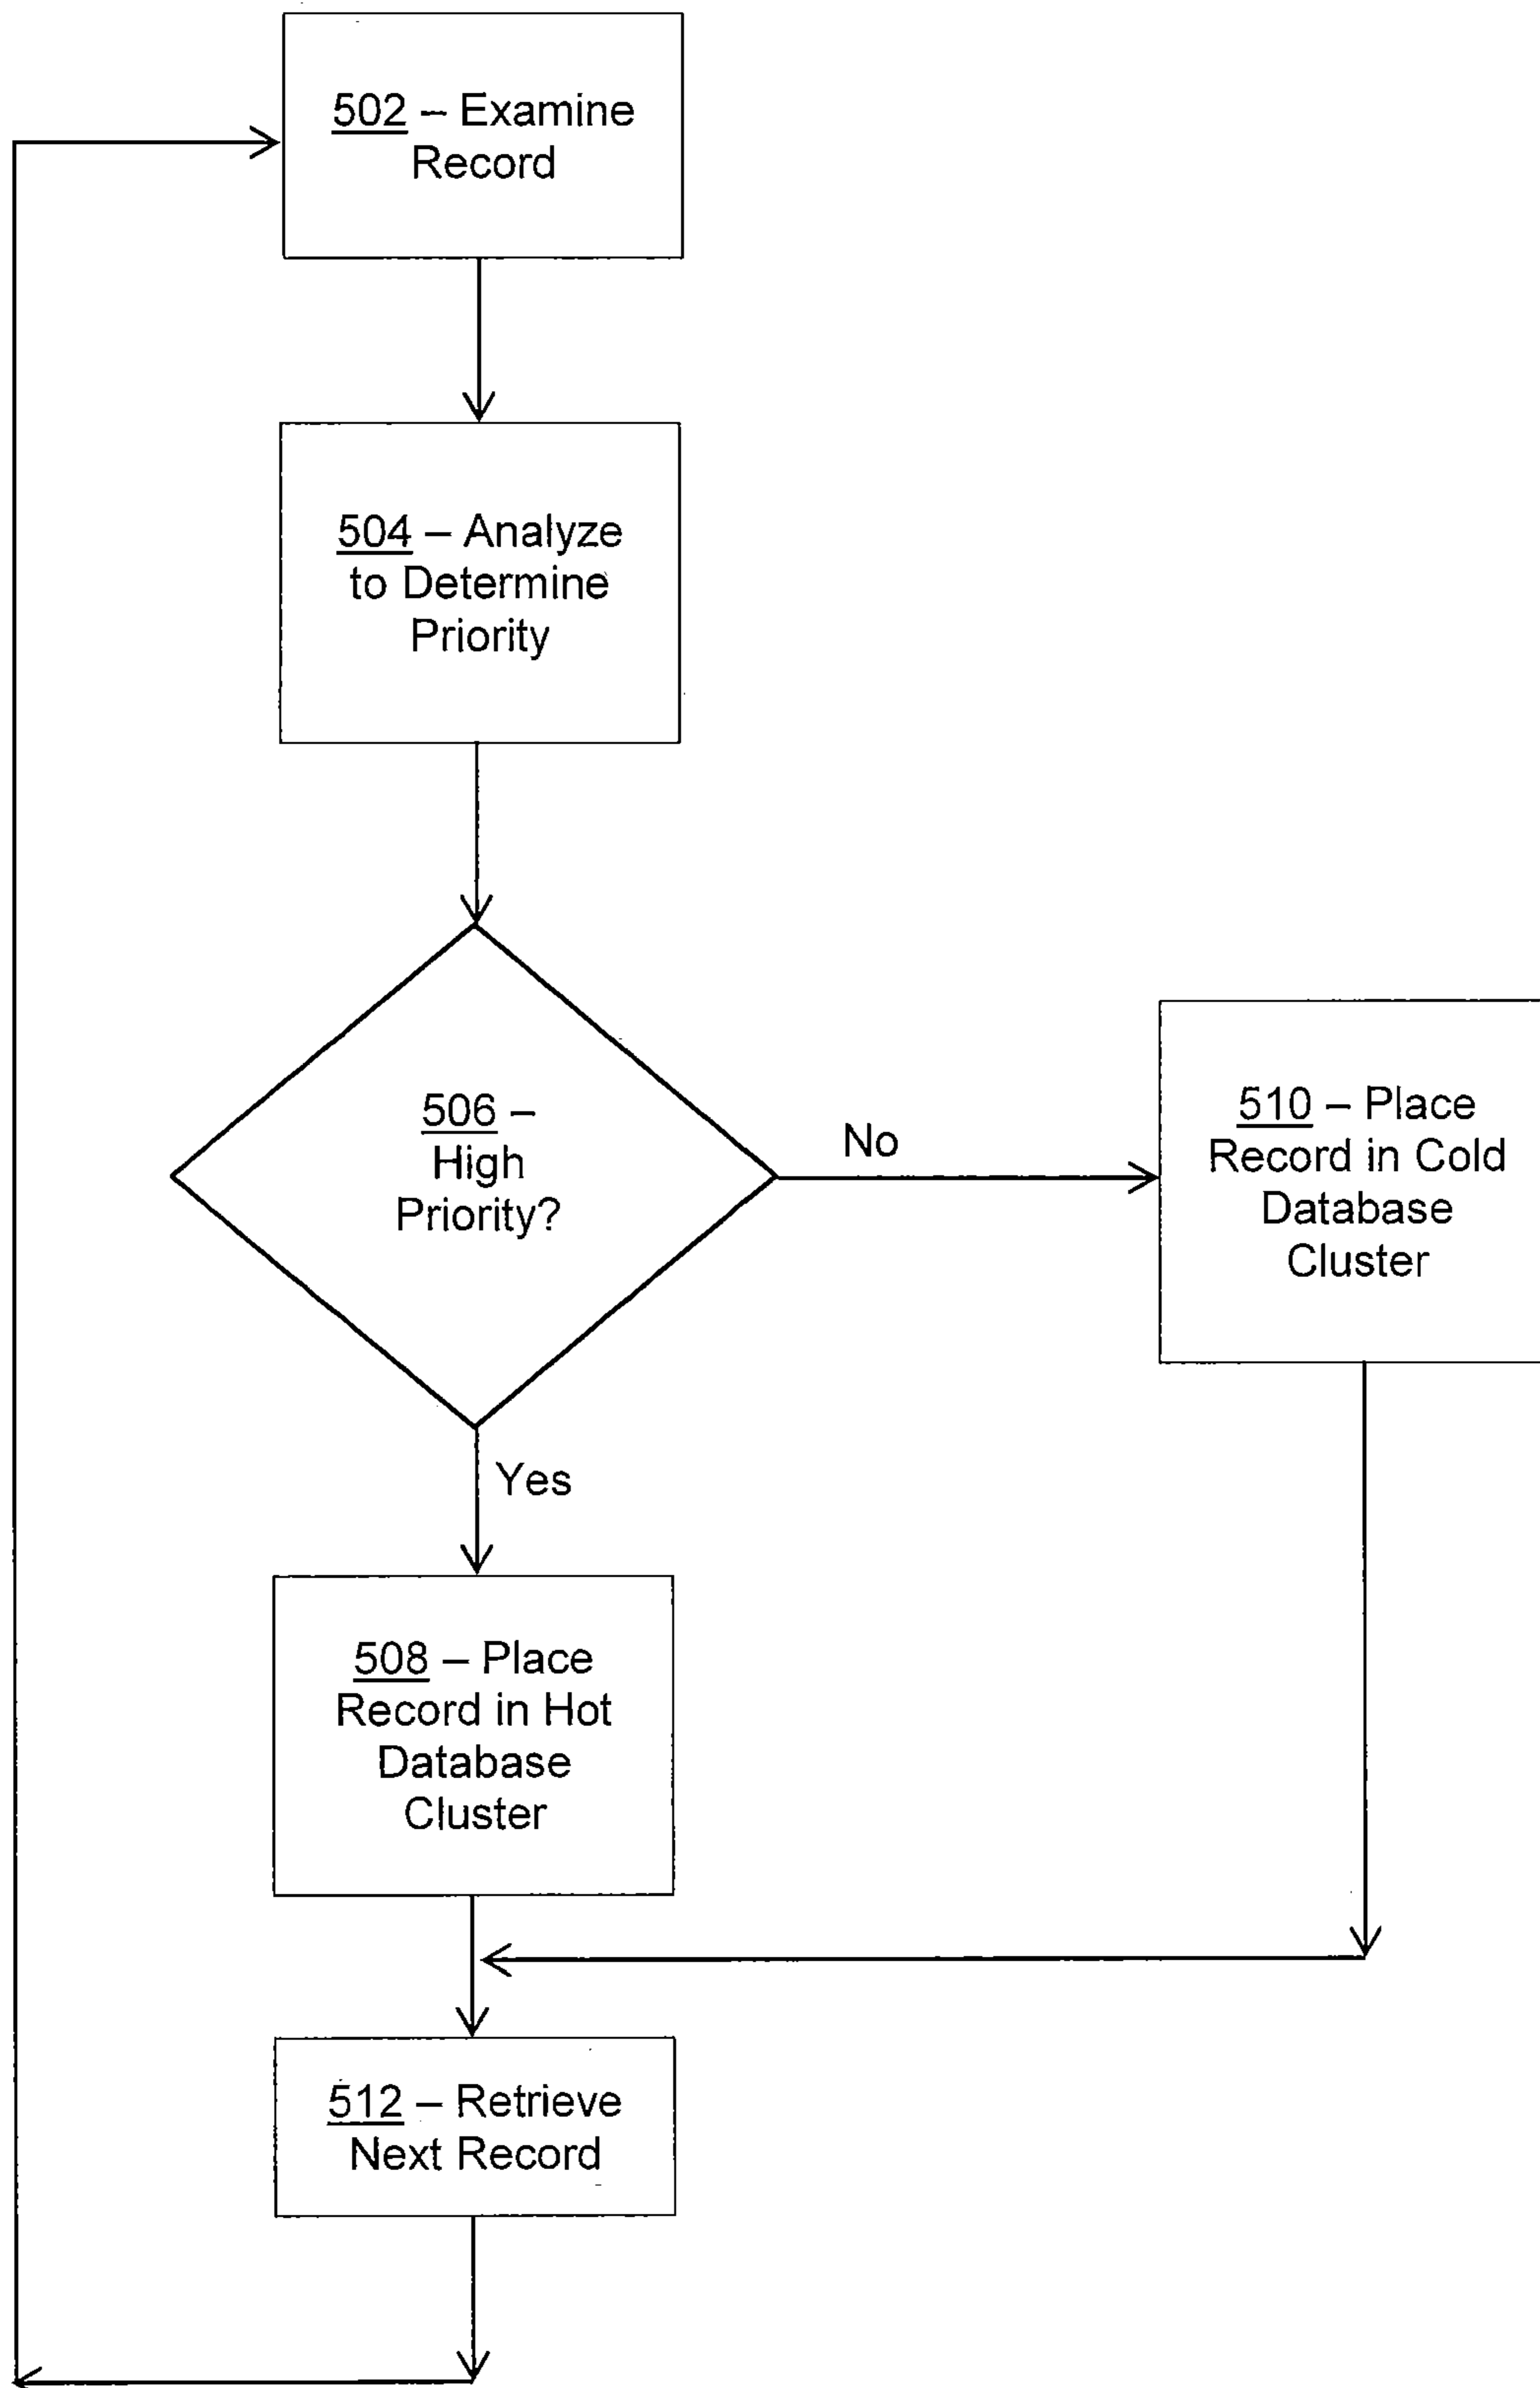 502 – Examine
Record
504 – Analyze
to Determine
Priority
506 –
High
Priority?
No
510 – Place
Record in Cold
Database
Cluster
Yes
508 – Place
Record in Hot
Database
Cluster
512 – Retrieve
Next Record